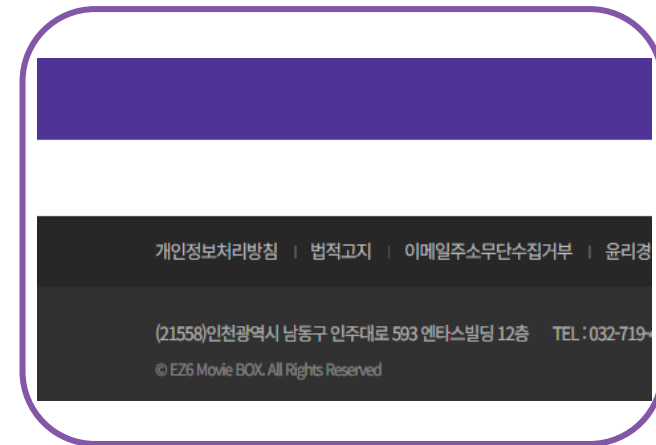 개인정보처리방침 | 법적고지 | 이메일주소무단수집거부 | 윤리경
(21558)인천광역시 남동구 인주대로 593 엔타스빌딩 12층 TEL : 032-719-
© EZ6 Movie BOX. All Rights Reserved